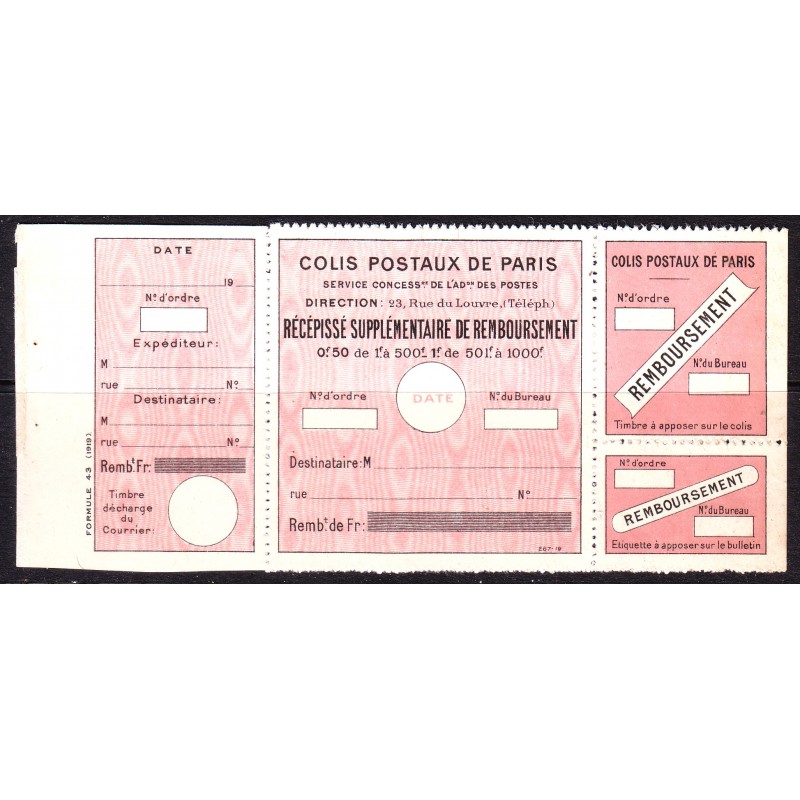 DATE
19
Nº d'ordre
Expéditeur:
M
rue Nº
Destinataire:
M
rue Nº
Rembt Fr:
Timbre
décharge
du
Courrier:
FORMULE 43 (1919)
COLIS POSTAUX DE PARIS
SERVICE CONCESSRE DE L'ADON DES POSTES
DIRECTION: 23, Rue du Louvre, (Téléph)
RÉCÉPISSÉ SUPPLÉMENTAIRE DE REMBOURSEMENT
0f.50 de 1f à 500f. 1f de 501f à 1000f.
Nº d'ordre DATE Nº du Bureau
Destinataire: M
rue Nº
Rembt. de Fr:
267-19
COLIS POSTAUX DE PARIS
Nº d'ordre
REMBOURSEMENT
Nº du Bureau
Timbre à apposer sur le colis
Nº d'ordre
REMBOURSEMENT
Nº du Bureau
Etiquette à apposer sur le bulletin